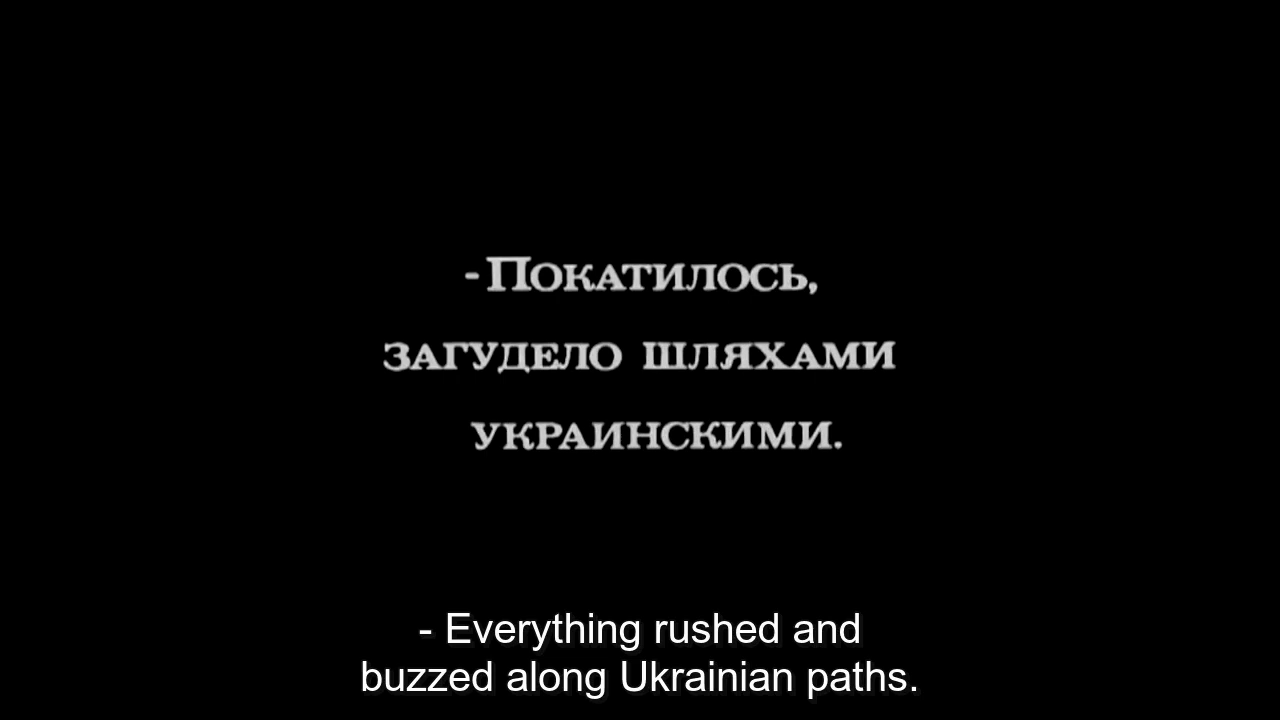 - Покатилось,
загудело шляхами
украинскими.
- Everything rushed and
buzzed along Ukrainian paths.